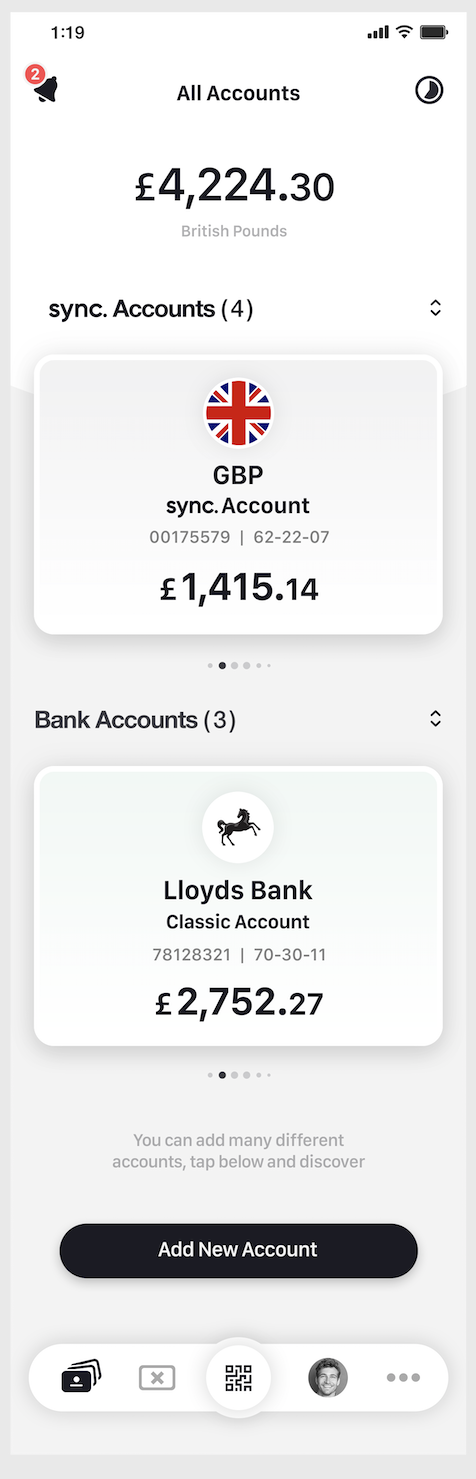 1:19
2
All Accounts
£4,224.30
British Pounds
sync. Accounts (4)
GBP
sync. Account
00175579 | 62-22-07
£1,415.14
Bank Accounts (3)
Lloyds Bank
Classic Account
78128321 | 70-30-11
£2,752.27
You can add many different
accounts, tap below and discover
Add New Account